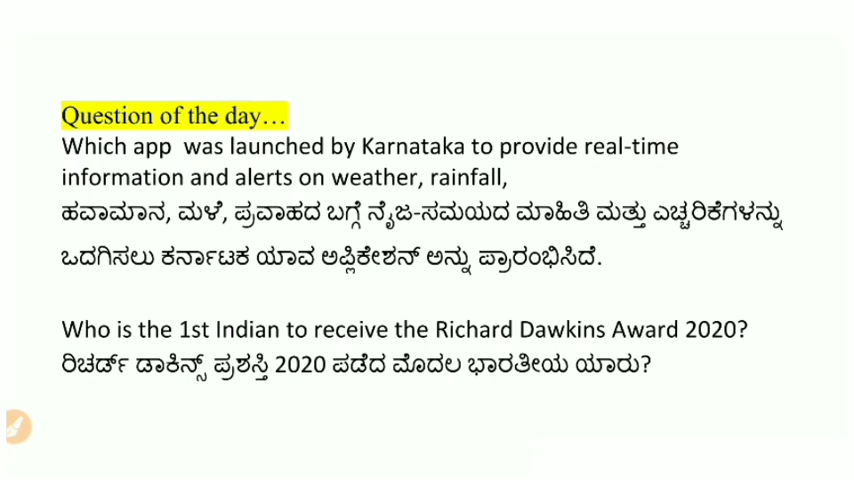 Question of the day...
Which app was launched by Karnataka to provide real-time
information and alerts on weather, rainfall,
ಹವಾಮಾನ, ಮಳೆ, ಪ್ರವಾಹದ ಬಗ್ಗೆ ನೈಜ-ಸಮಯದ ಮಾಹಿತಿ ಮತ್ತು ಎಚ್ಚರಿಕೆಗಳನ್ನು
ಒದಗಿಸಲು ಕರ್ನಾಟಕ ಯಾವ ಅಪ್ಲಿಕೇಶನ್ ಅನ್ನು ಪ್ರಾರಂಭಿಸಿದೆ.
Who is the 1st Indian to receive the Richard Dawkins Award 2020?
ರಿಚರ್ಡ್ ಡಾಕಿನ್ಸ್ ಪ್ರಶಸ್ತಿ 2020 ಪಡೆದ ಮೊದಲ ಭಾರತೀಯ ಯಾರು?